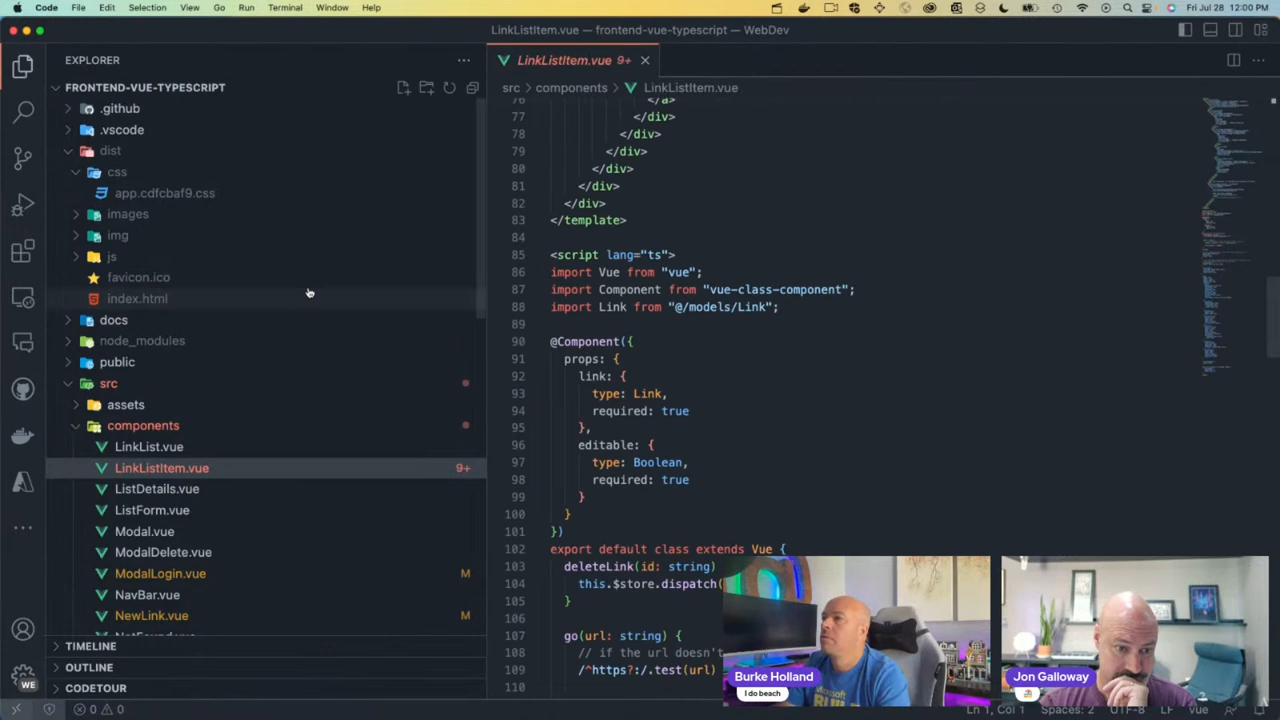 Code File Edit Selection View Go Run Terminal Window Help Fri Jul 28 12:00 PM
LinkListItem.vue — frontend-vue-typescript — WebDev
EXPLORER
LinkListItem.vue 9+
FRONTEND-VUE-TYPESCRIPT
src components LinkListItem.vue
.github
.vscode
dist
css
app.cdfcbaf9.css
images
img
js
favicon.ico
index.html
docs
node_modules
public
src
assets
components
LinkList.vue
LinkListItem.vue 9+
ListDetails.vue
ListForm.vue
Modal.vue
ModalDelete.vue
ModalLogin.vue M
NavBar.vue
NewLink.vue M
TIMELINE
OUTLINE
CODETOUR
WE
0 0
76 </a>
77 </div>
78 </div>
79 </div>
80 </div>
81 </div>
82 </div>
83 </template>
84
85 <script lang="ts">
86 import Vue from "vue";
87 import Component from "vue-class-component";
88 import Link from "@/models/Link";
89
90 @Component({
91 props: {
92 link: {
93 type: Link,
94 required: true
95 },
96 editable: {
97 type: Boolean,
98 required: true
99 }
100 }
101 })
102 export default class extends Vue {
103 deleteLink(id: string)
104 this.$store.dispatch(
105 }
106
107 go(url: string) {
108 // if the url doesn't
109 /^https?:/.test(url)
110
Burke Holland
I do beach
Jon Galloway
Ln 1, Col 1 Spaces: 2 UTF-8 LF Vue